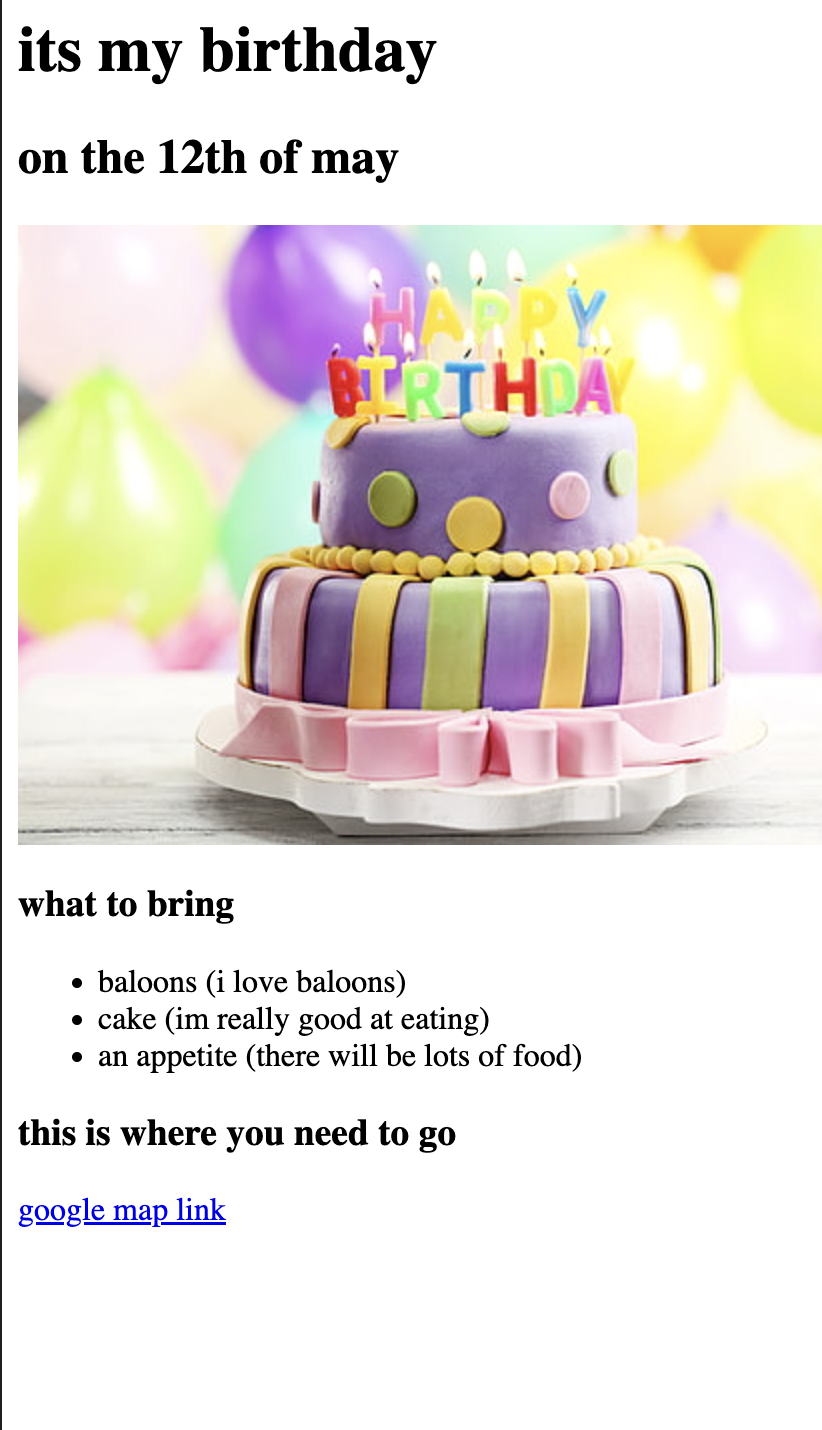 its my birthday
on the 12th of may
HAPPY
BIRTHDAY
what to bring
baloons (i love baloons)
cake (im really good at eating)
an appetite (there will be lots of food)
this is where you need to go
google map link